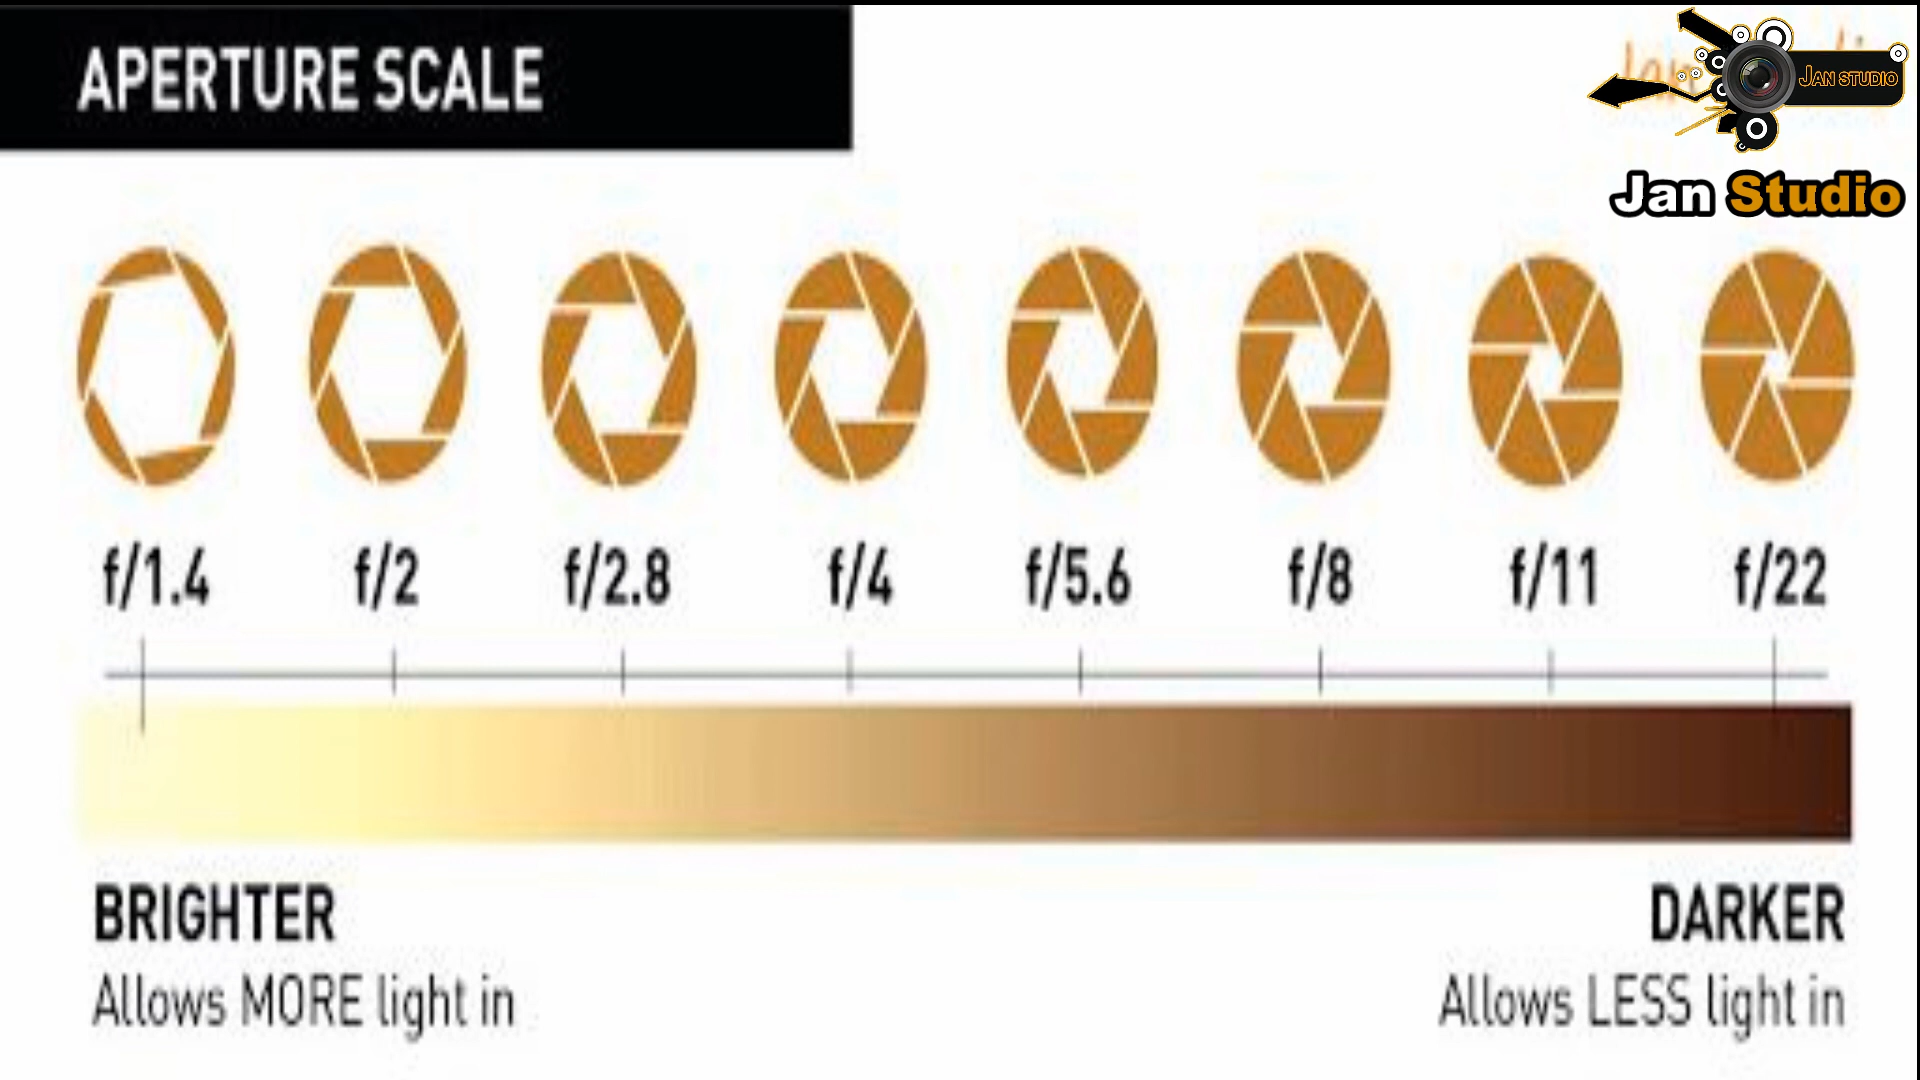 APERTURE SCALE
JAN STUDIO
Jan Studio
f/1.4 f/2 f/2.8 f/4 f/5.6 f/8 f/11 f/22
BRIGHTER DARKER
Allows MORE light in Allows LESS light in